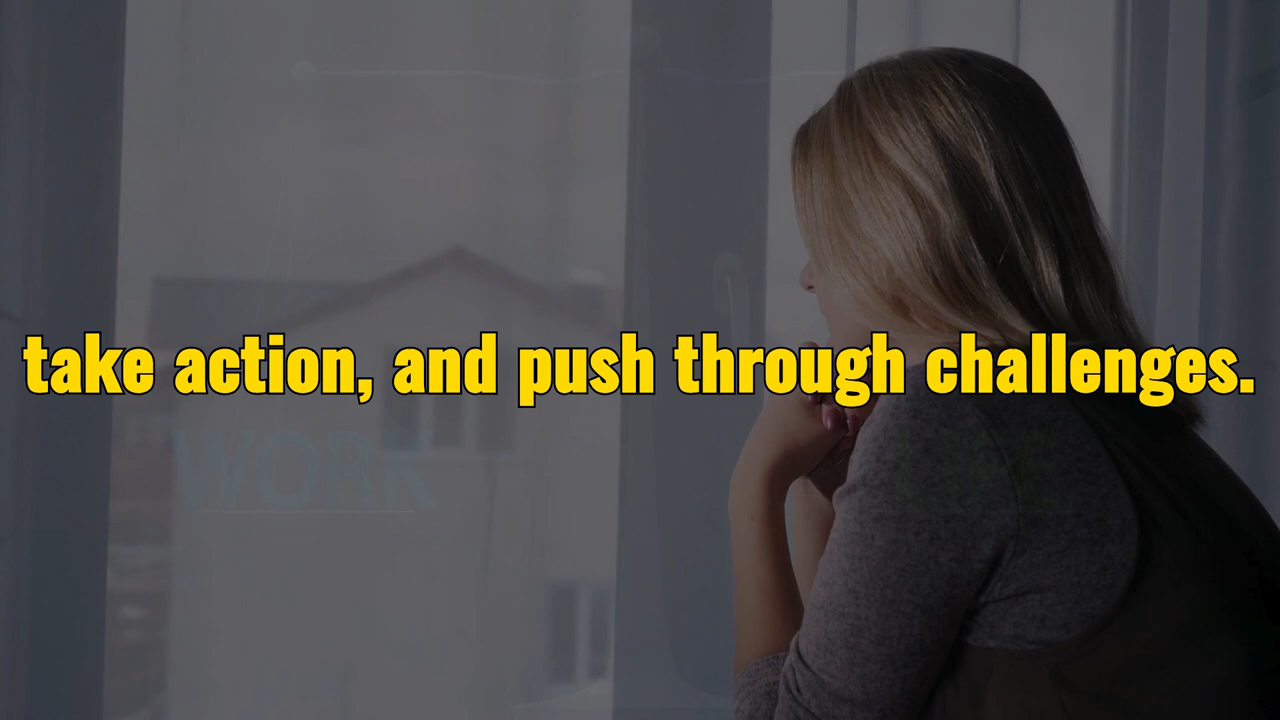 take action, and push through challenges.
WORK